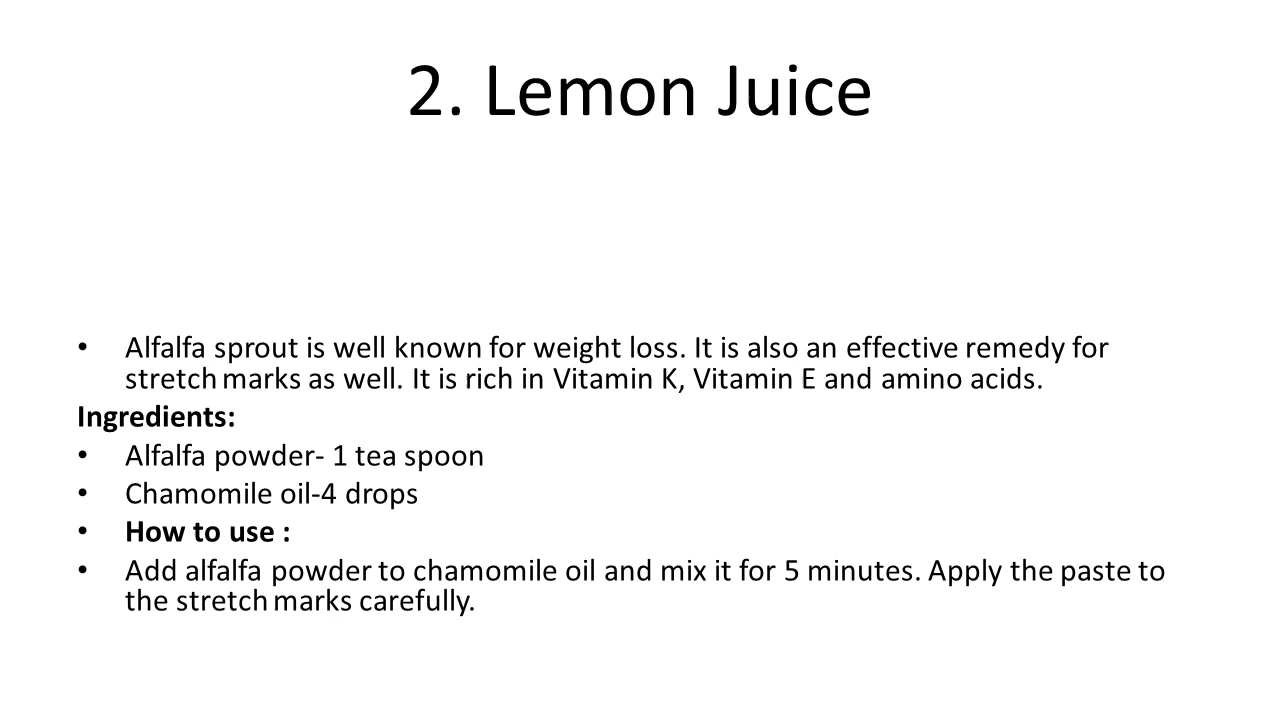 2. Lemon Juice
• Alfalfa sprout is well known for weight loss. It is also an effective remedy for
stretch marks as well. It is rich in Vitamin K, Vitamin E and amino acids.
Ingredients:
• Alfalfa powder- 1 tea spoon
• Chamomile oil-4 drops
• How to use :
• Add alfalfa powder to chamomile oil and mix it for 5 minutes. Apply the paste to
the stretch marks carefully.